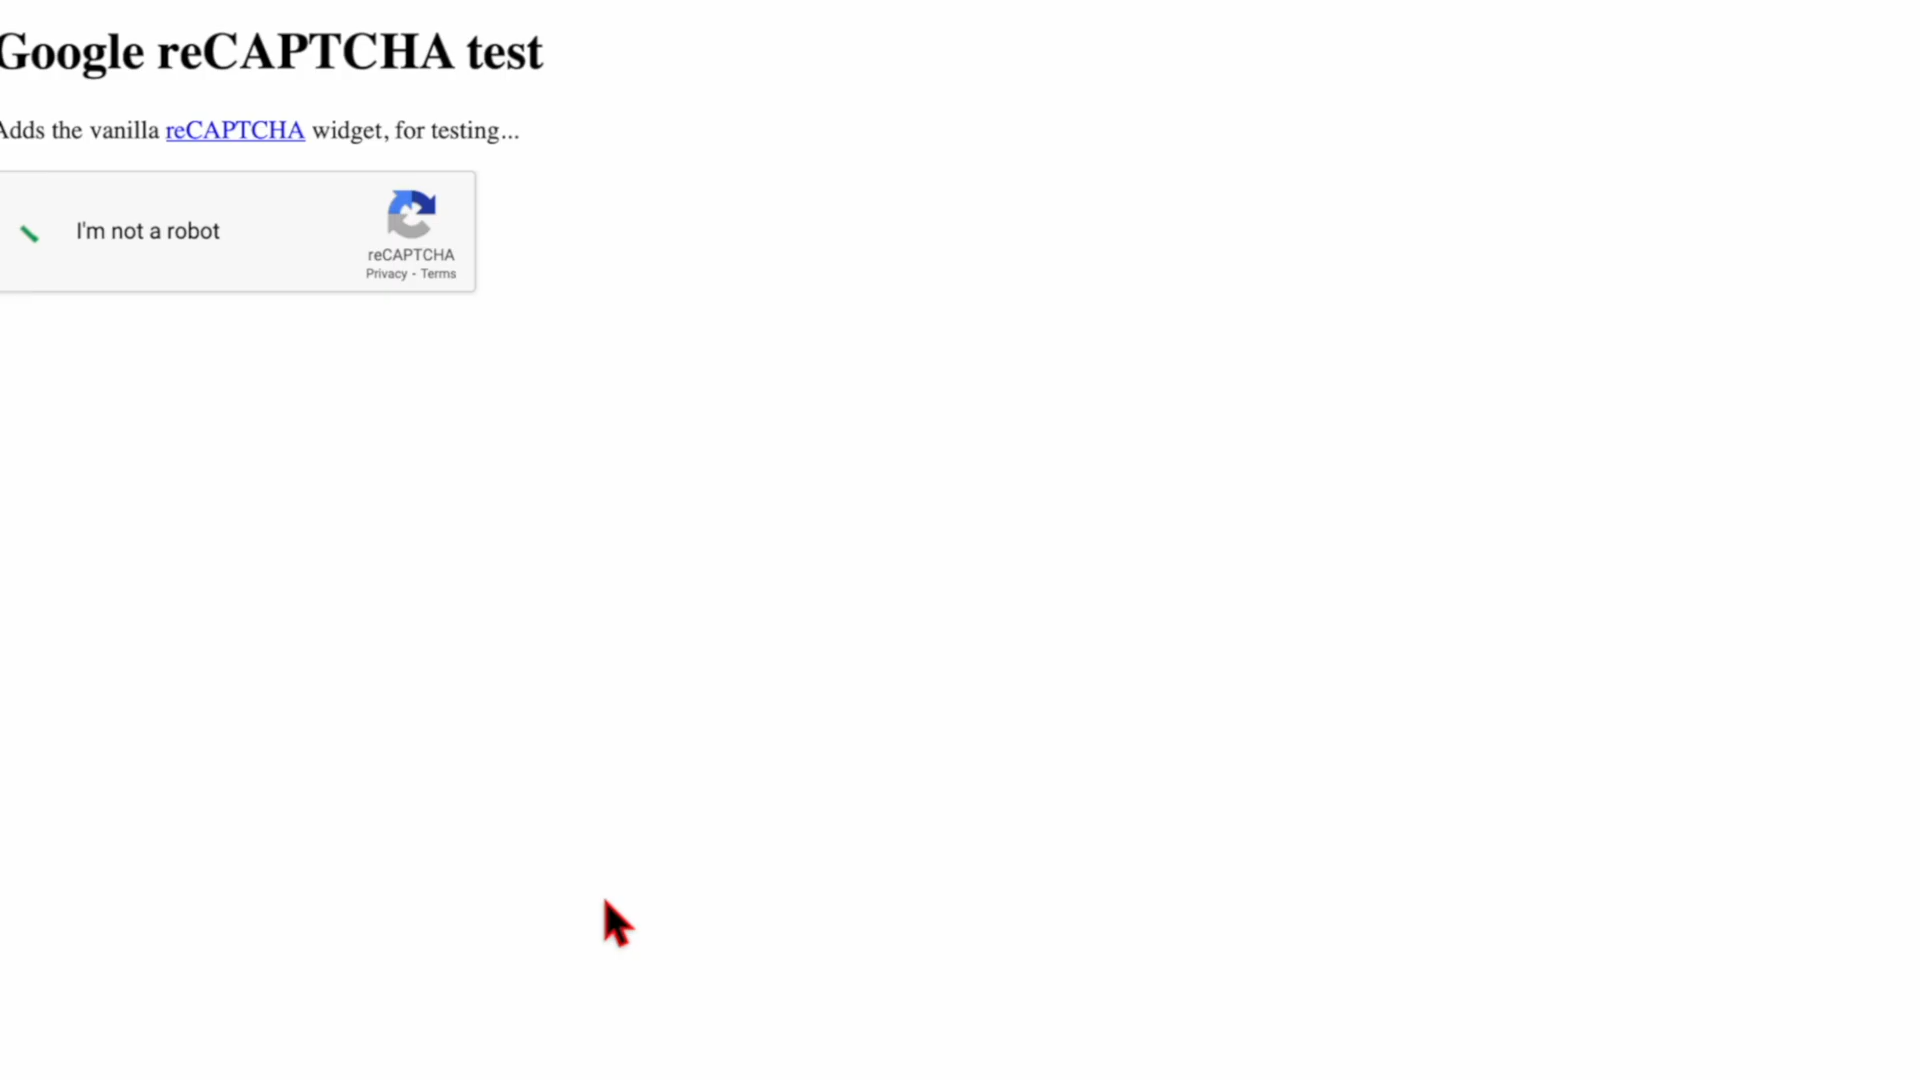 Google reCAPTCHA test
Adds the vanilla reCAPTCHA widget, for testing...
I'm not a robot
reCAPTCHA
Privacy - Terms